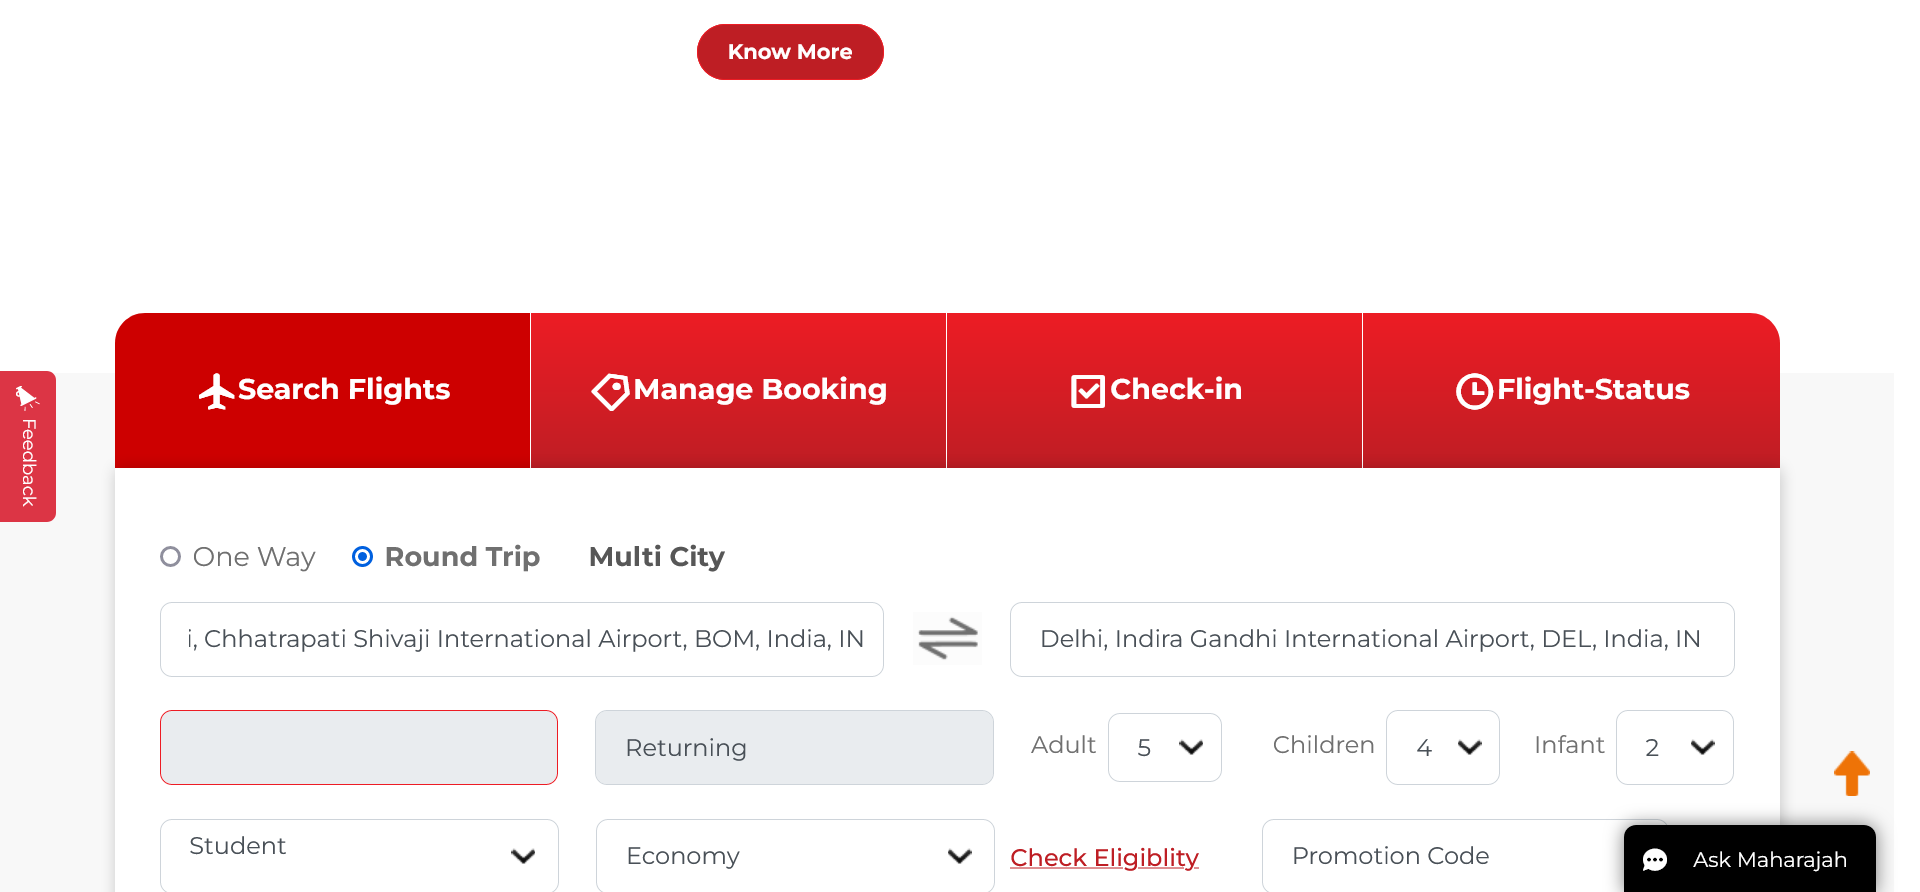 Know More
Search Flights
Manage Booking
Check-in
Flight-Status
Feedback
One Way
Round Trip
Multi City
i, Chhatrapati Shivaji International Airport, BOM, India, IN
Delhi, Indira Gandhi International Airport, DEL, India, IN
Returning
Adult 5
Children 4
Infant 2
Student
Economy
Check Eligiblity
Promotion Code
Ask Maharajah